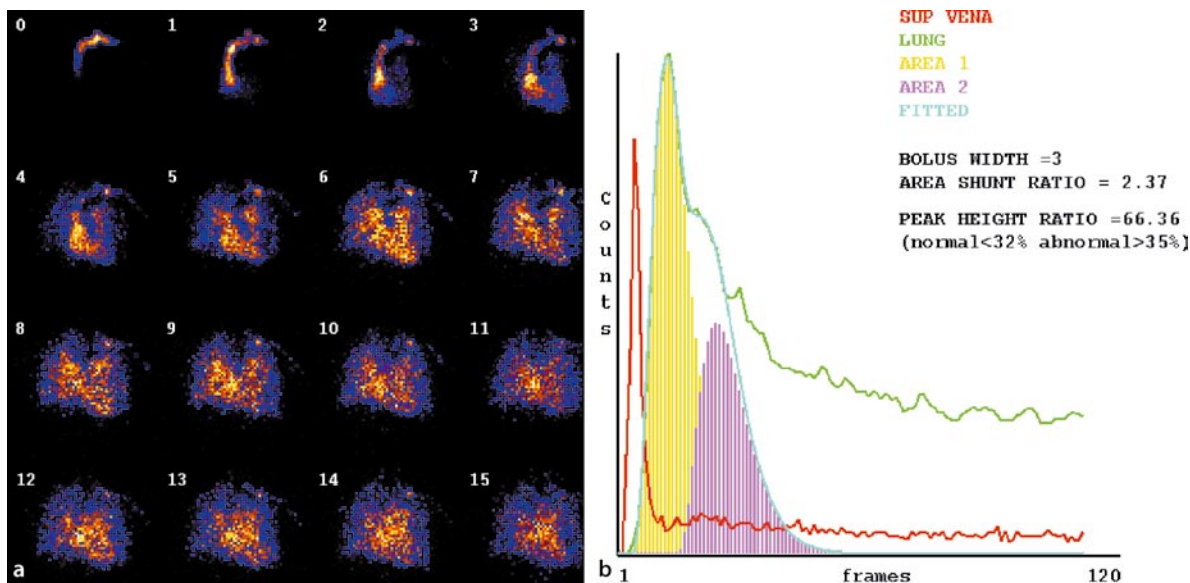 0 1 2 3
4 5 6 7
8 9 10 11
12 13 14 15
a
SUP VENA
LUNG
AREA 1
AREA 2
FITTED
BOLUS WIDTH =3
AREA SHUNT RATIO = 2.37
PEAK HEIGHT RATIO =66.36
(normal<32% abnormal>35%)
Counts
b
1 frames 120